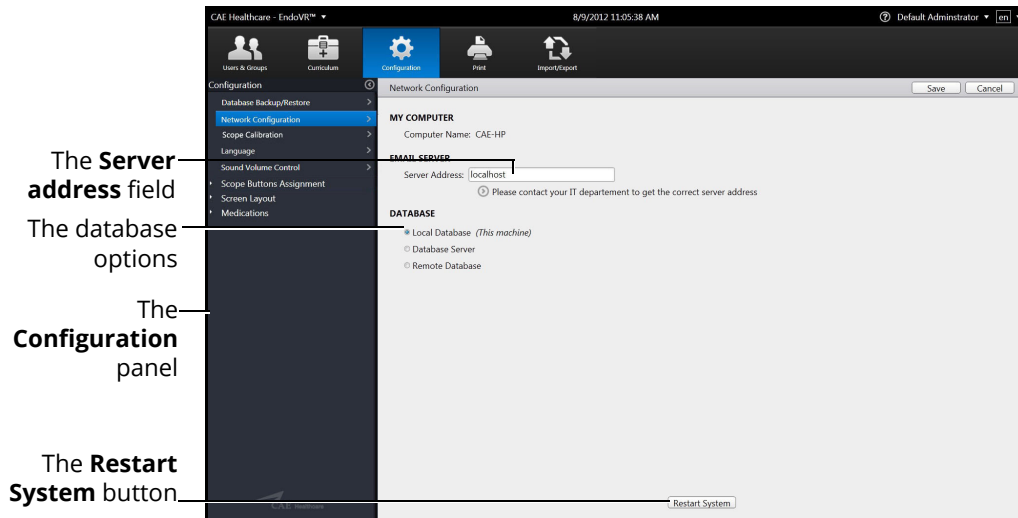 CAE Healthcare - EndoVR™ ▾
8/9/2012 11:05:38 AM
Default Adminstrator ▾ en
Users & Groups
Curriculum
Configuration
Print
Import/Export
Configuration
Network Configuration
Save
Cancel
Database Backup/Restore
Network Configuration
Scope Calibration
Language
Sound Volume Control
Scope Buttons Assignment
Screen Layout
Medications
MY COMPUTER
Computer Name: CAE-HP
EMAIL SERVER
Server Address: localhost
Please contact your IT departement to get the correct server address
DATABASE
Local Database (This machine)
Database Server
Remote Database
The Server
address field
The database
options
The
Configuration
panel
The Restart
System button
CAE Healthcare
Restart System